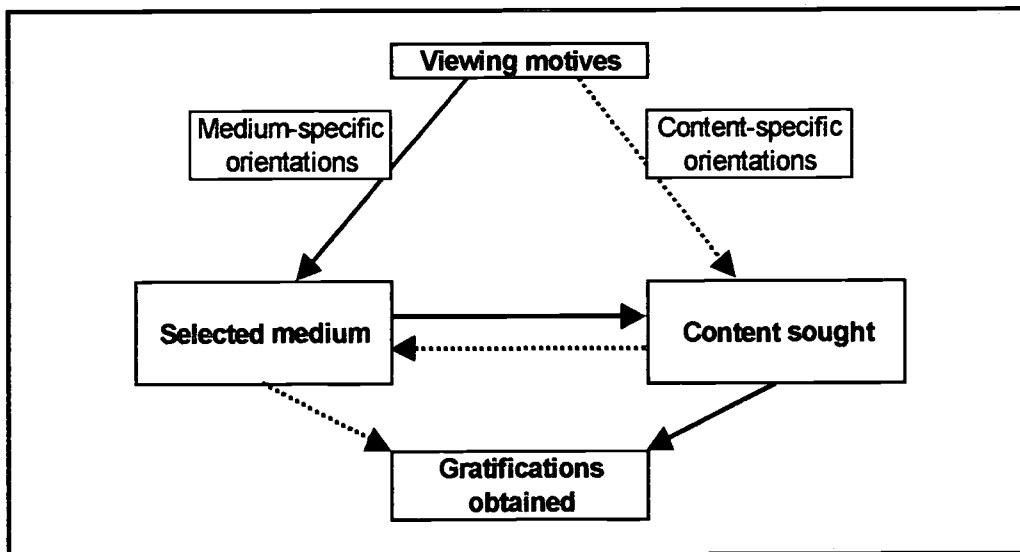 Viewing motives
Medium-specific
orientations
Content-specific
orientations
Selected medium
Content sought
Gratifications
obtained